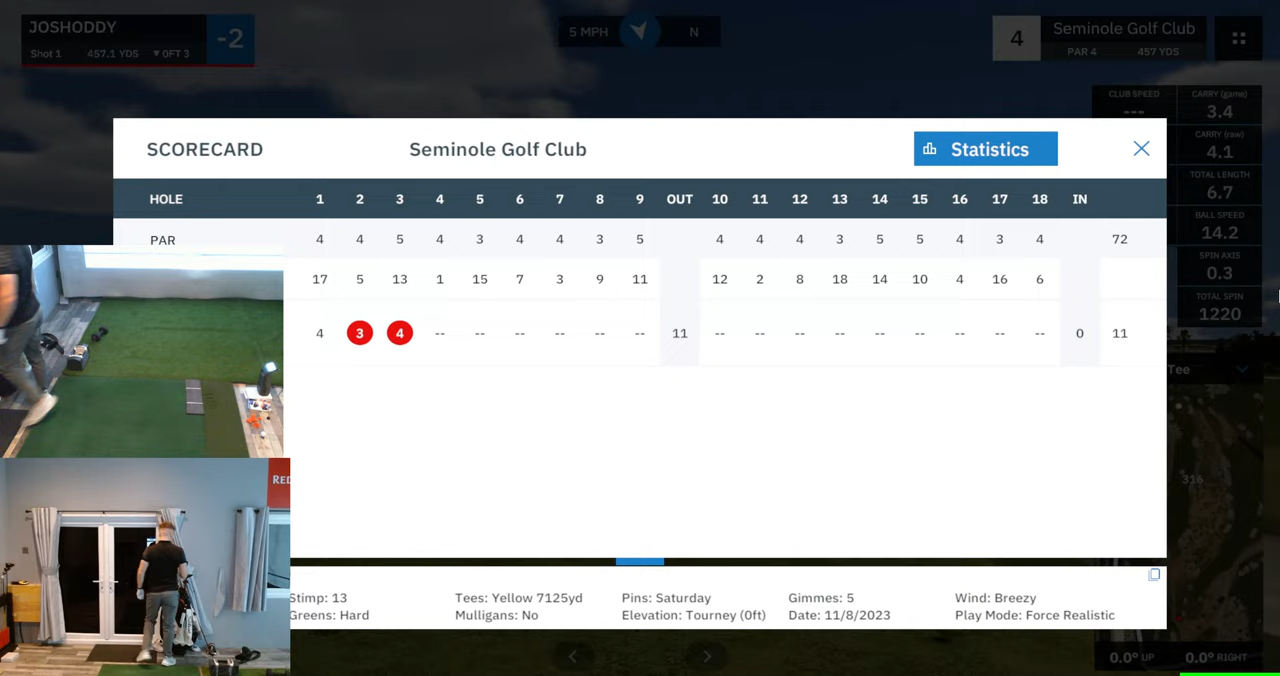 JOSHODDY
Shot 1 457.1 YDS ▼0FT 3
-2
5 MPH N
4
Seminole Golf Club
PAR 4 457 YDS
CLUB SPEED
---
CARRY (game)
3.4
CARRY (raw)
4.1
TOTAL LENGTH
6.7
BALL SPEED
14.2
SPIN AXIS
0.3
TOTAL SPIN
1220
Tee
316
SCORECARD Seminole Golf Club Statistics
HOLE 1 2 3 4 5 6 7 8 9 OUT 10 11 12 13 14 15 16 17 18 IN
PAR 4 4 5 4 3 4 4 3 5 4 4 4 3 5 5 4 3 4 72
17 5 13 1 15 7 3 9 11 12 2 8 18 14 10 4 16 6
4 3 4 -- -- -- -- -- -- 11 -- -- -- -- -- -- -- -- -- 0 11
RED
Stimp: 13 Tees: Yellow 7125yd Pins: Saturday Gimmes: 5 Wind: Breezy
Greens: Hard Mulligans: No Elevation: Tourney (0ft) Date: 11/8/2023 Play Mode: Force Realistic
0.0° UP 0.0° RIGHT